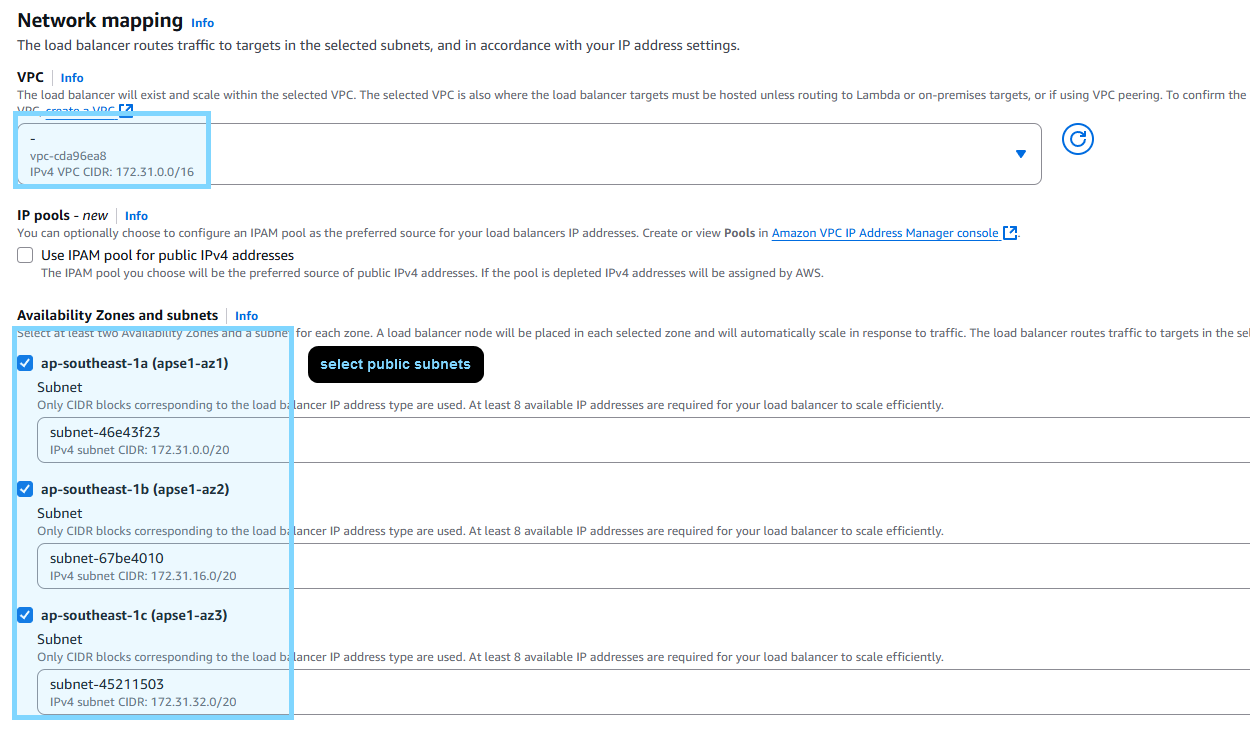 Network mapping Info
The load balancer routes traffic to targets in the selected subnets, and in accordance with your IP address settings.
VPC Info
The load balancer will exist and scale within the selected VPC. The selected VPC is also where the load balancer targets must be hosted unless routing to Lambda or on-premises targets, or if using VPC peering. To confirm the
VPC, create a VPC
-
vpc-cda96ea8
IPv4 VPC CIDR: 172.31.0.0/16
IP pools - new Info
You can optionally choose to configure an IPAM pool as the preferred source for your load balancers IP addresses. Create or view Pools in Amazon VPC IP Address Manager console.
Use IPAM pool for public IPv4 addresses
The IPAM pool you choose will be the preferred source of public IPv4 addresses. If the pool is depleted IPv4 addresses will be assigned by AWS.
Availability Zones and subnets Info
Select at least two Availability Zones and a subnet for each zone. A load balancer node will be placed in each selected zone and will automatically scale in response to traffic. The load balancer routes traffic to targets in the sel
ap-southeast-1a (apse1-az1)
select public subnets
Subnet
Only CIDR blocks corresponding to the load balancer IP address type are used. At least 8 available IP addresses are required for your load balancer to scale efficiently.
subnet-46e43f23
IPv4 subnet CIDR: 172.31.0.0/20
ap-southeast-1b (apse1-az2)
Subnet
Only CIDR blocks corresponding to the load balancer IP address type are used. At least 8 available IP addresses are required for your load balancer to scale efficiently.
subnet-67be4010
IPv4 subnet CIDR: 172.31.16.0/20
ap-southeast-1c (apse1-az3)
Subnet
Only CIDR blocks corresponding to the load balancer IP address type are used. At least 8 available IP addresses are required for your load balancer to scale efficiently.
subnet-45211503
IPv4 subnet CIDR: 172.31.32.0/20